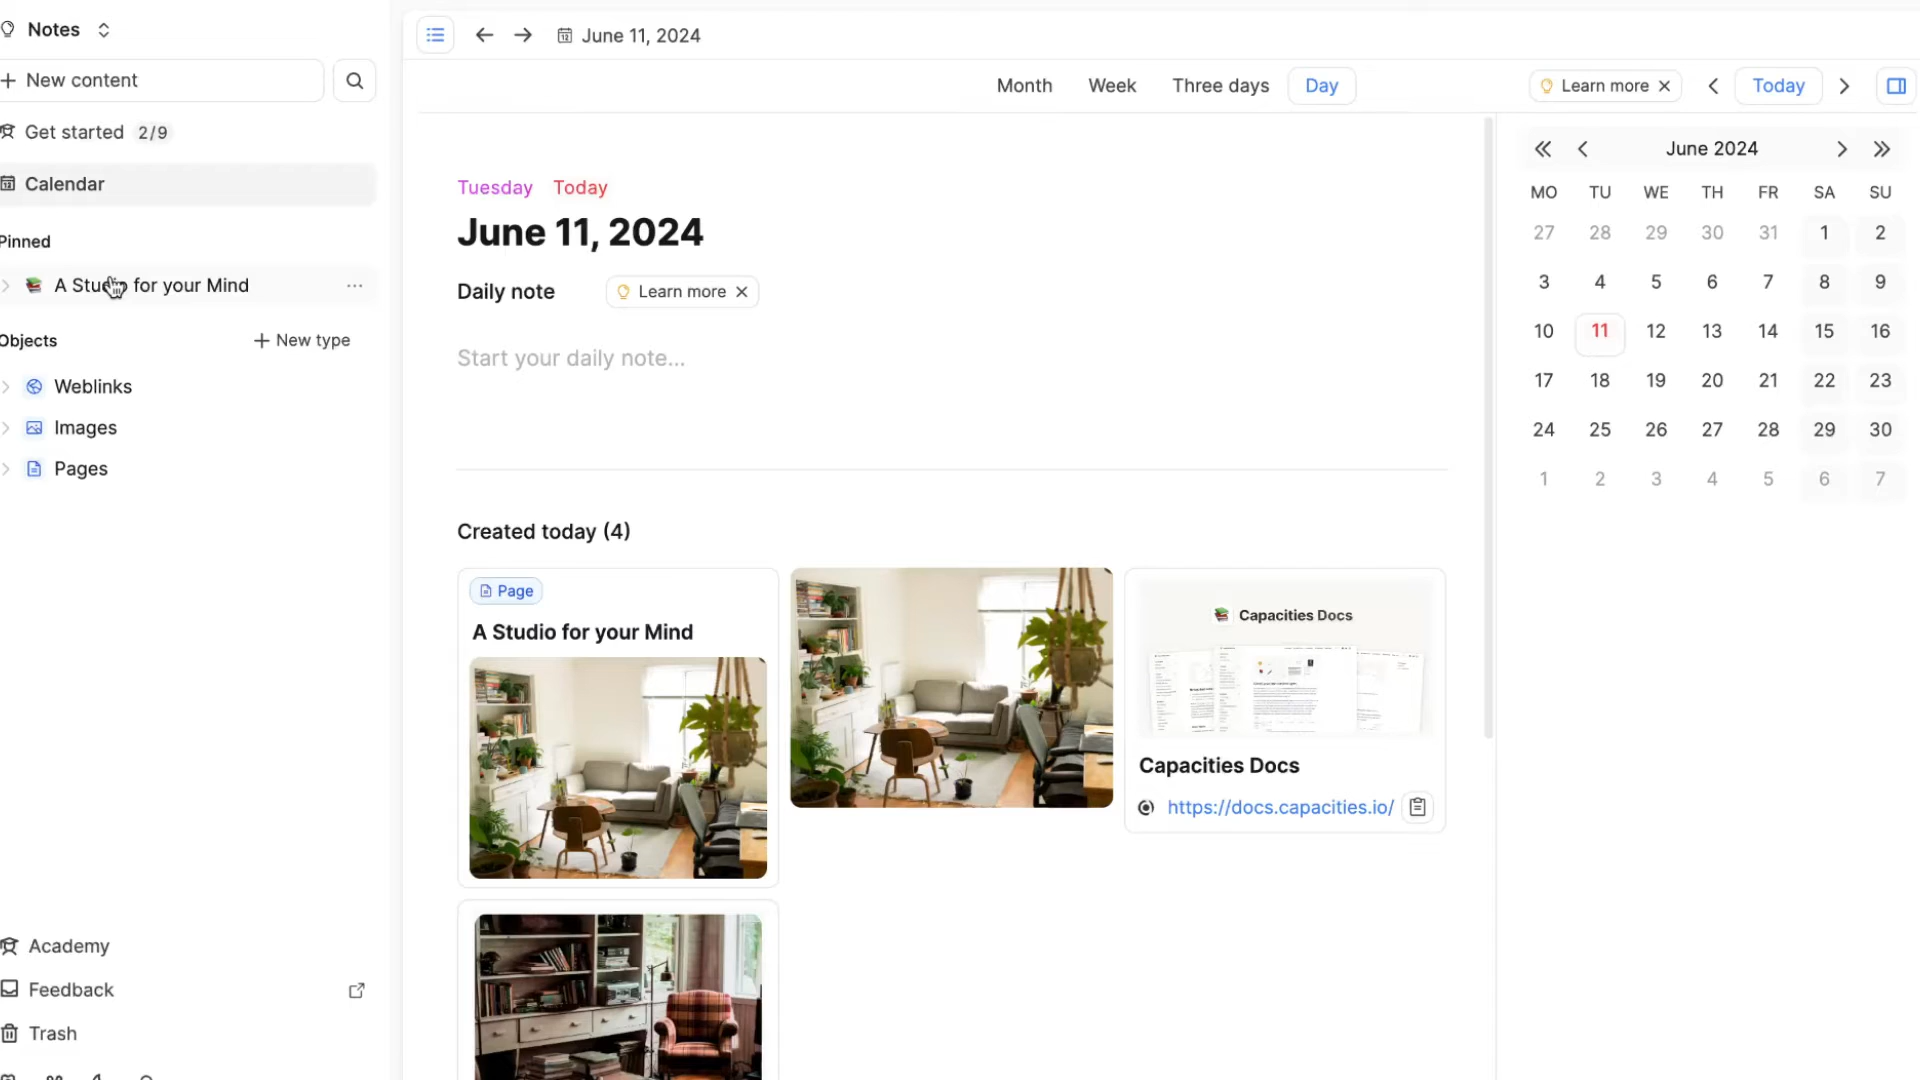 Notes
New content
Get started 2/9
Calendar
Pinned
A Studio for your Mind
Objects
New type
Weblinks
Images
Pages
Academy
Feedback
Trash
June 11, 2024
Month Week Three days Day
Learn more
Today
Tuesday Today
June 11, 2024
Daily note
Learn more
Start your daily note...
Created today (4)
Page
A Studio for your Mind
Capacities Docs
Capacities Docs
https://docs.capacities.io/
June 2024
MO TU WE TH FR SA SU
27 28 29 30 31 1 2
3 4 5 6 7 8 9
10 11 12 13 14 15 16
17 18 19 20 21 22 23
24 25 26 27 28 29 30
1 2 3 4 5 6 7